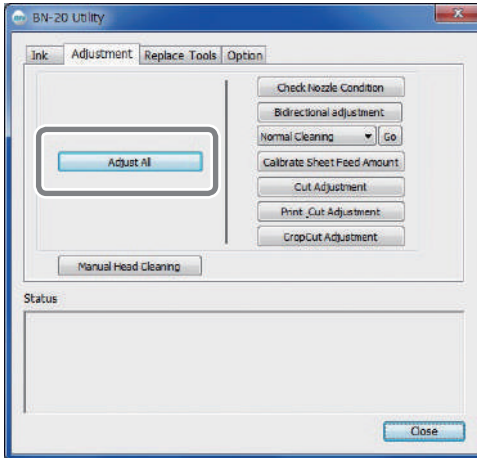 BN-20 Utility
Ink Adjustment Replace Tools Option
Check Nozzle Condition
Bidirectional adjustment
Normal Cleaning Go
Adjust All
Calibrate Sheet Feed Amount
Cut Adjustment
Print_Cut Adjustment
CropCut Adjustment
Manual Head Cleaning
Status
Close